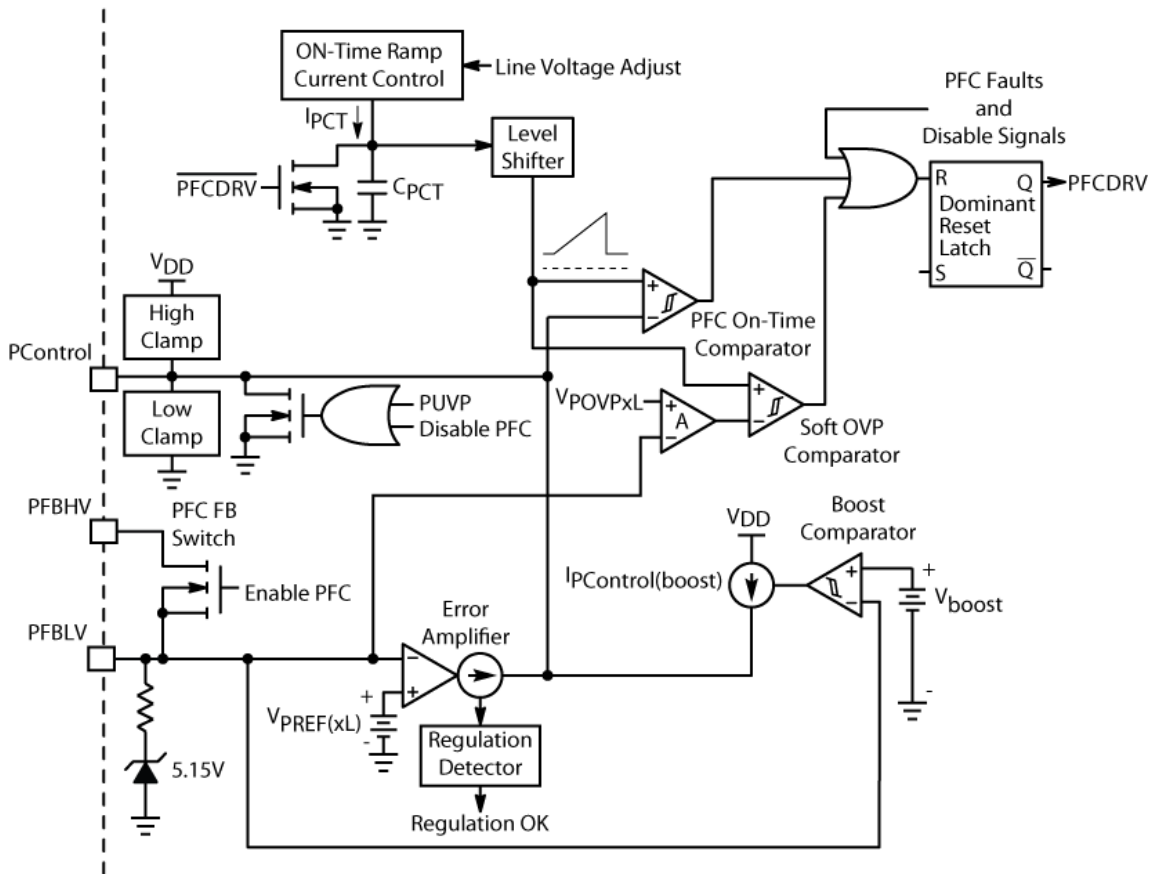 ON-Time Ramp
Current Control
Line Voltage Adjust
IPCT
Level
Shifter
PFC Faults
and
Disable Signals
PFCDRV
CPCT
R
Q
PFCDRV
Dominant
Reset
Latch
S
Q
VDD
High
Clamp
+
−
PFC On-Time
Comparator
PControl
Low
Clamp
PUVP
Disable PFC
VPOVPxL
+
A
−
+
−
Soft OVP
Comparator
PFBHV
PFC FB
Switch
Enable PFC
VDD
Boost
Comparator
IPControl(boost)
+
−
+
Vboost
-
PFBLV
Error
Amplifier
−
+
+
VPREF(xL)
-
5.15V
Regulation
Detector
Regulation OK